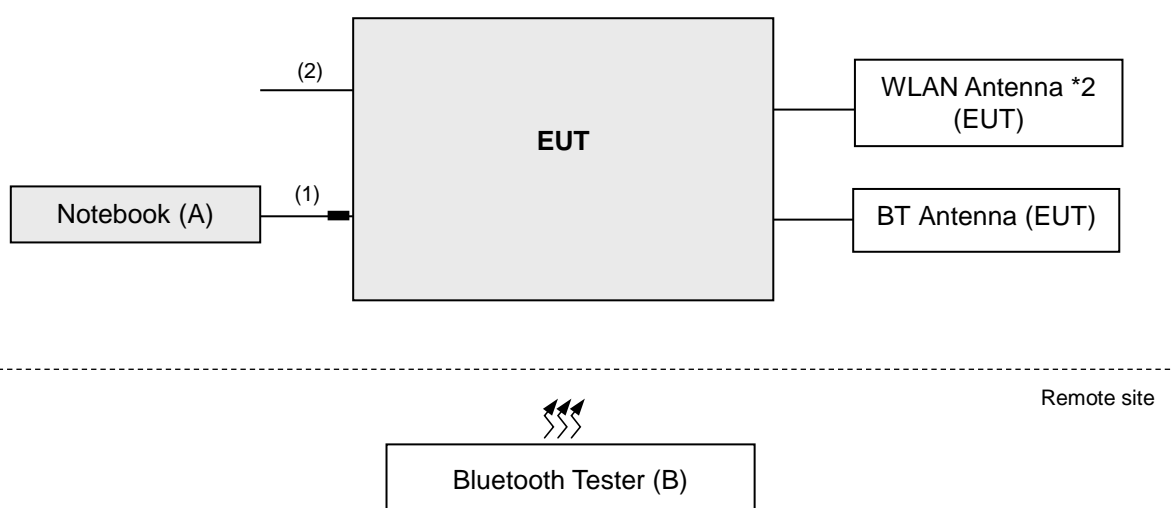 (2)
EUT
WLAN Antenna *2
(EUT)
Notebook (A)
(1)
BT Antenna (EUT)
Remote site
Bluetooth Tester (B)